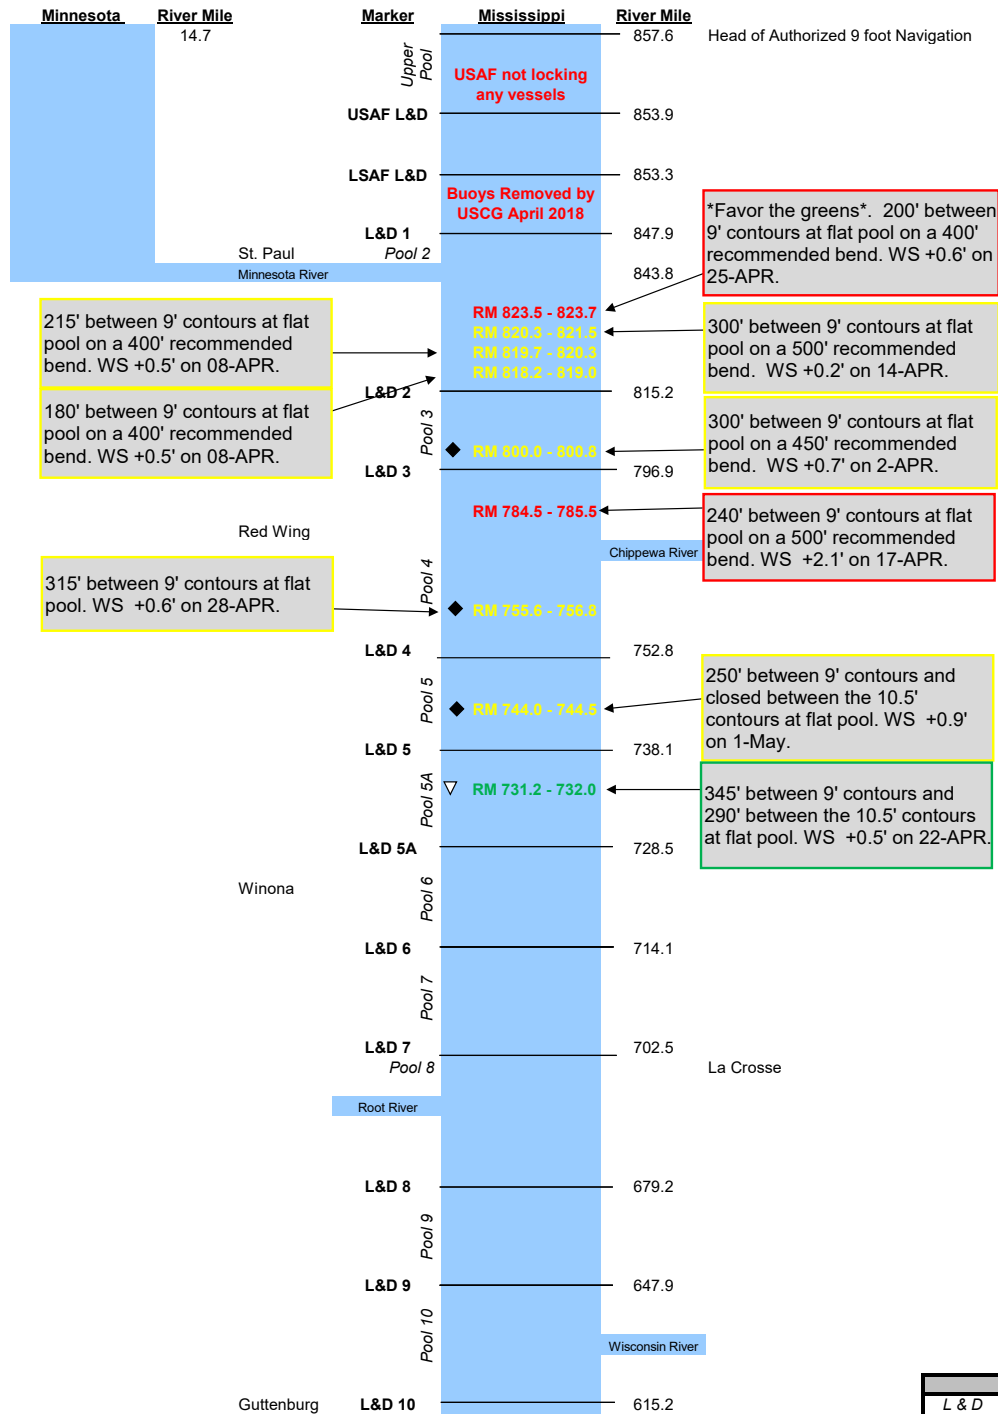 Minnesota River Mile Marker Mississippi River Mile
14.7 857.6 Head of Authorized 9 foot Navigation
Upper
Pool
USAF not locking
any vessels
USAF L&D 853.9
LSAF L&D 853.3
Buoys Removed by
USCG April 2018
*Favor the greens*. 200' between
9' contours at flat pool on a 400'
recommended bend. WS +0.6' on
25-APR.
L&D 1 847.9
St. Paul Pool 2
Minnesota River 843.8
RM 823.5 - 823.7
RM 820.3 - 821.5
RM 819.7 - 820.3
RM 818.2 - 819.0
215' between 9' contours at flat
pool on a 400' recommended
bend. WS +0.5' on 08-APR.
300' between 9' contours at flat
pool on a 500' recommended
bend. WS +0.2' on 14-APR.
L&D 2 815.2
180' between 9' contours at flat
pool on a 400' recommended
bend. WS +0.5' on 08-APR.
300' between 9' contours at flat
pool on a 450' recommended
bend. WS +0.7' on 2-APR.
Pool 3
RM 800.0 - 800.8
L&D 3 796.9
RM 784.5 - 785.5
240' between 9' contours at flat
pool on a 500' recommended
bend. WS +2.1' on 17-APR.
Red Wing
Chippewa River
Pool 4
315' between 9' contours at flat
pool. WS +0.6' on 28-APR.
RM 755.6 - 756.8
L&D 4 752.8
250' between 9' contours and
closed between the 10.5'
contours at flat pool. WS +0.9'
on 1-May.
Pool 5
RM 744.0 - 744.5
L&D 5 738.1
Pool 5A
RM 731.2 - 732.0
345' between 9' contours and
290' between the 10.5' contours
at flat pool. WS +0.5' on 22-APR.
L&D 5A 728.5
Winona
Pool 6
L&D 6 714.1
Pool 7
L&D 7 702.5
Pool 8 La Crosse
Root River
L&D 8 679.2
Pool 9
L&D 9 647.9
Pool 10
Wisconsin River
Guttenburg L&D 10 615.2
L & D